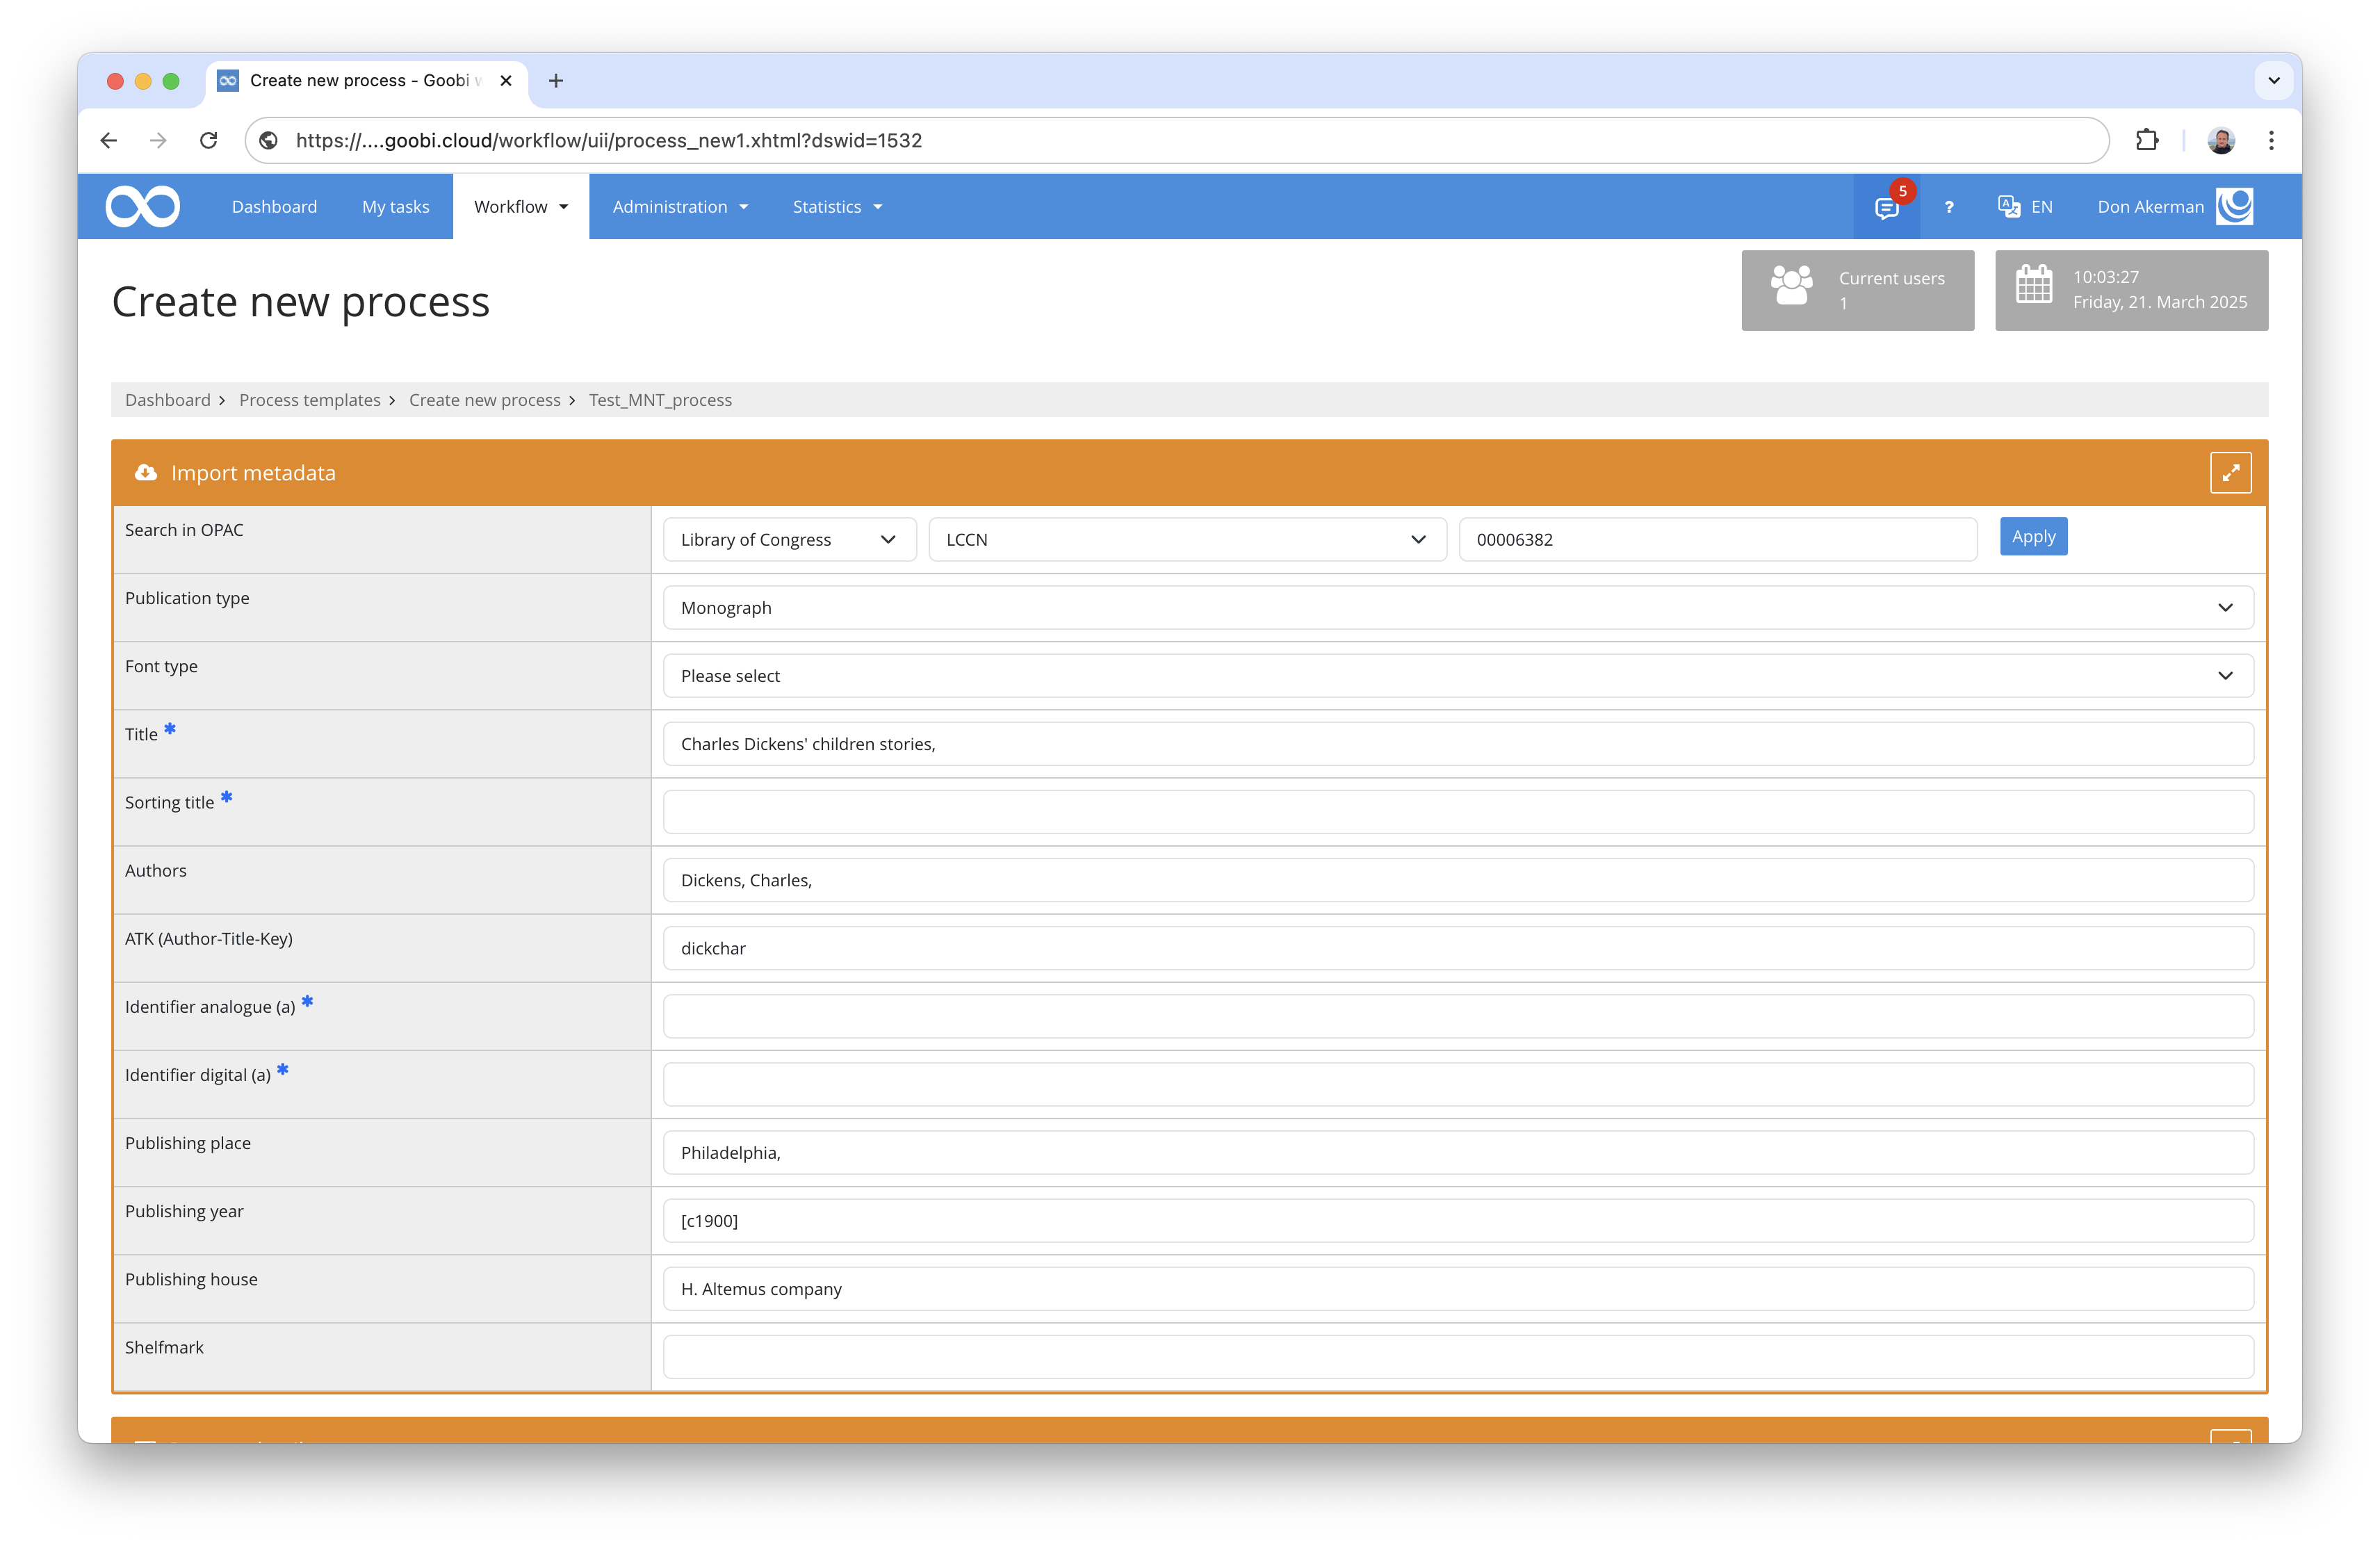 Create new process - Goobi w
https://....goobi.cloud/workflow/uii/process_new1.xhtml?dswid=1532
Dashboard My tasks Workflow Administration Statistics 5 ? EN Don Akerman
Create new process
Current users
1
10:03:27
Friday, 21. March 2025
Dashboard > Process templates > Create new process > Test_MNT_process
Import metadata
Search in OPAC Library of Congress LCCN 00006382 Apply
Publication type Monograph
Font type Please select
Title * Charles Dickens' children stories,
Sorting title *
Authors Dickens, Charles,
ATK (Author-Title-Key) dickchar
Identifier analogue (a) *
Identifier digital (a) *
Publishing place Philadelphia,
Publishing year [c1900]
Publishing house H. Altemus company
Shelfmark